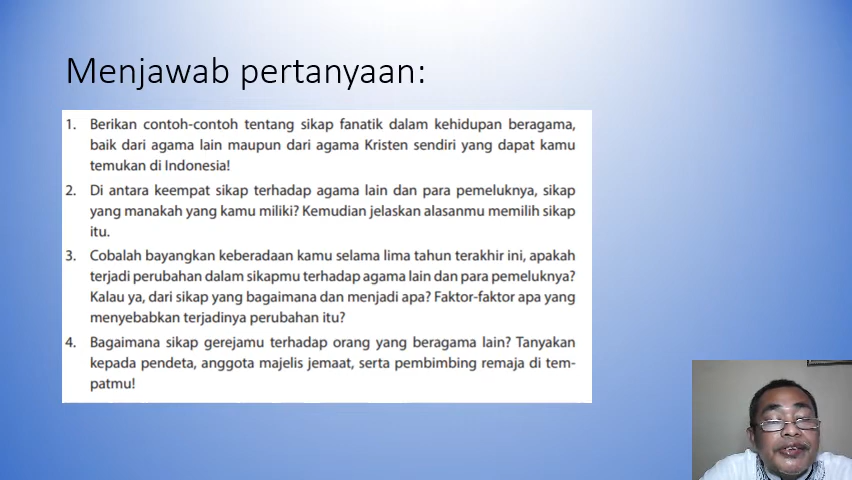 Menjawab pertanyaan:
1. Berikan contoh-contoh tentang sikap fanatik dalam kehidupan beragama,
baik dari agama lain maupun dari agama Kristen sendiri yang dapat kamu
temukan di Indonesia!
2. Di antara keempat sikap terhadap agama lain dan para pemeluknya, sikap
yang manakah yang kamu miliki? Kemudian jelaskan alasanmu memilih sikap
itu.
3. Cobalah bayangkan keberadaan kamu selama lima tahun terakhir ini, apakah
terjadi perubahan dalam sikapmu terhadap agama lain dan para pemeluknya?
Kalau ya, dari sikap yang bagaimana dan menjadi apa? Faktor-faktor apa yang
menyebabkan terjadinya perubahan itu?
4. Bagaimana sikap gerejamu terhadap orang yang beragama lain? Tanyakan
kepada pendeta, anggota majelis jemaat, serta pembimbing remaja di tem-
patmu!